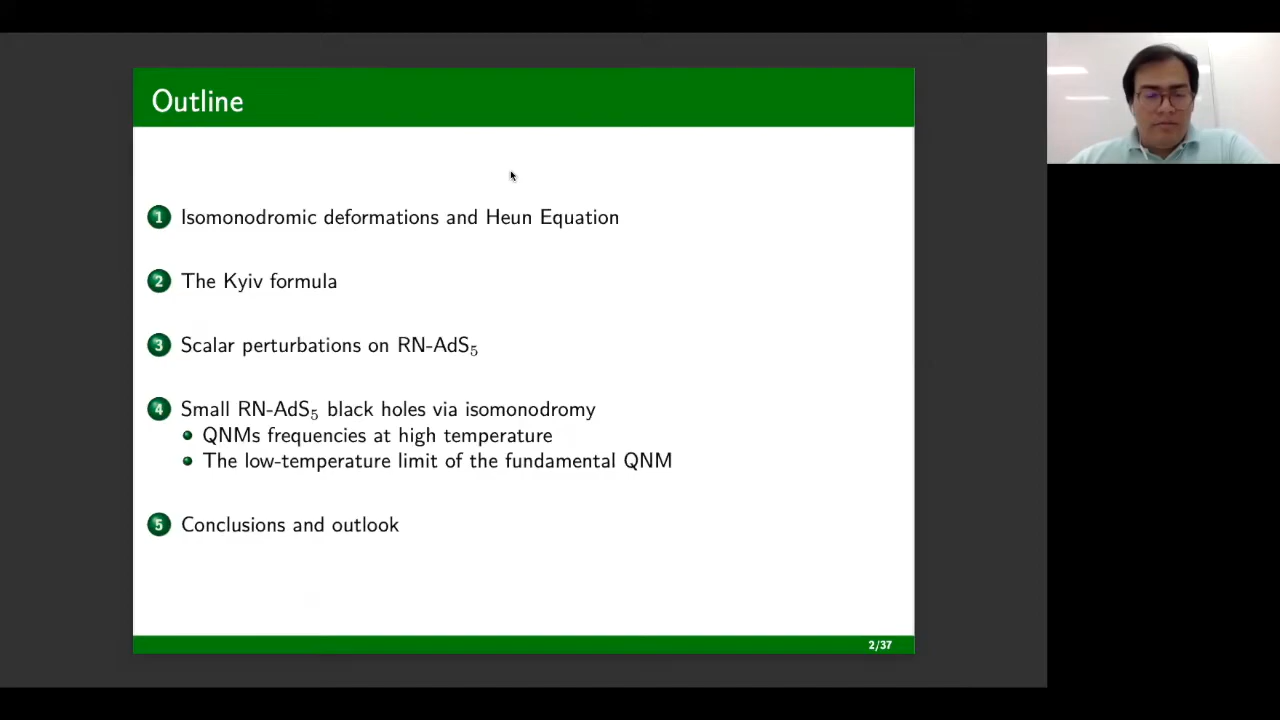 Outline
1 Isomonodromic deformations and Heun Equation
2 The Kyiv formula
3 Scalar perturbations on RN-AdS₅
4 Small RN-AdS₅ black holes via isomonodromy
QNMs frequencies at high temperature
The low-temperature limit of the fundamental QNM
5 Conclusions and outlook
2/37